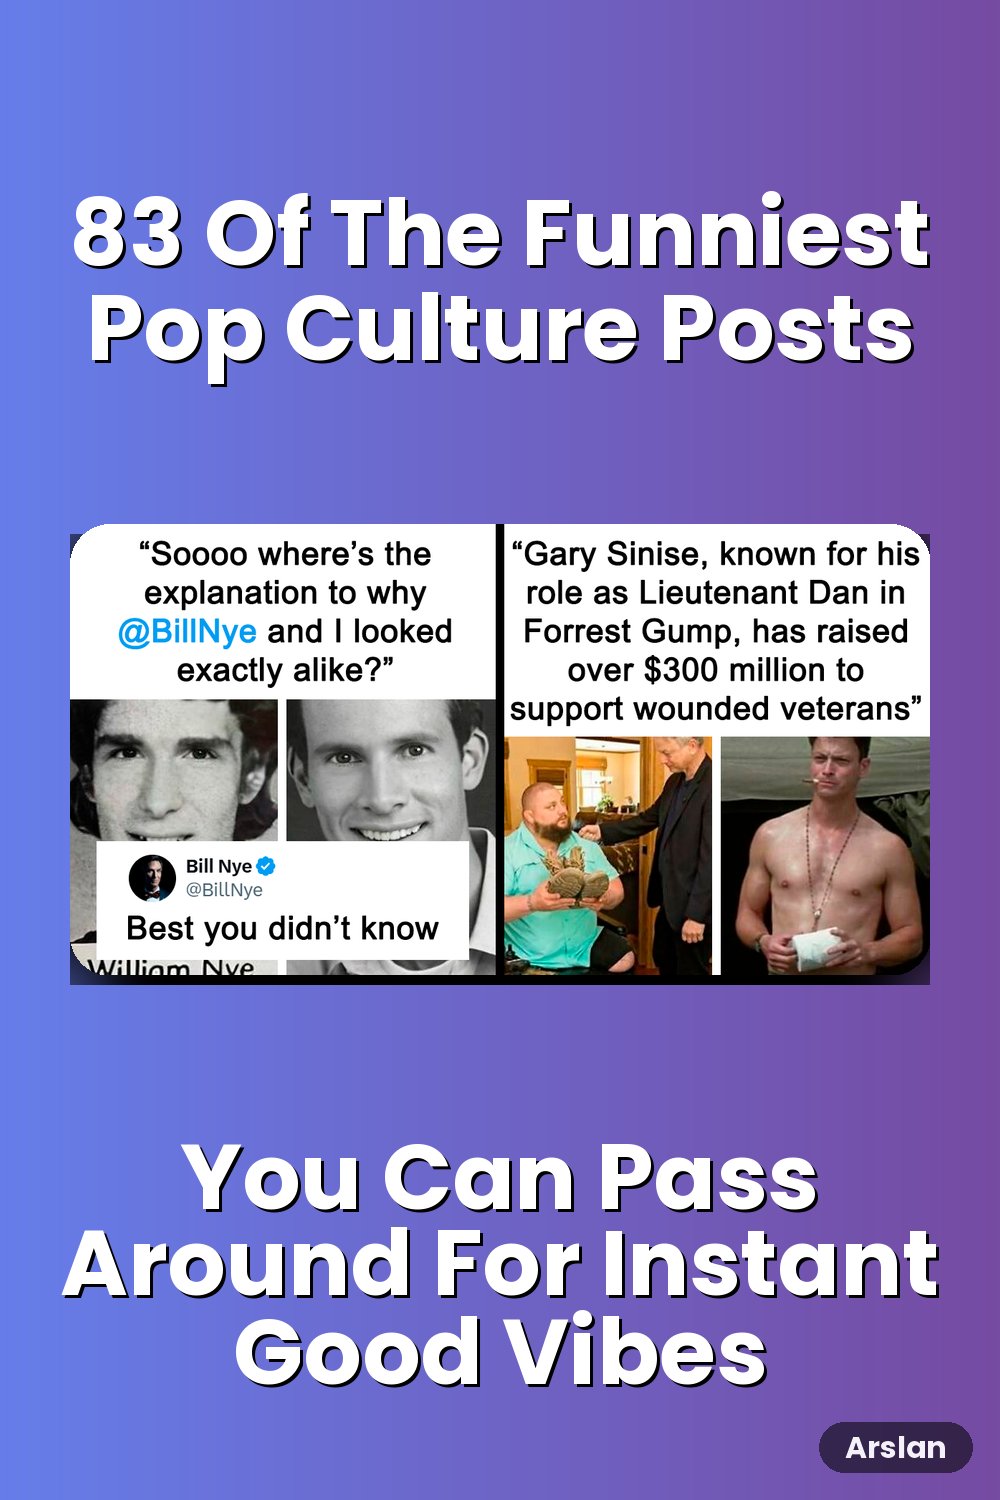 83 Of The Funniest
Pop Culture Posts
“Soooo where’s the
explanation to why
@BillNye and I looked
exactly alike?”
Bill Nye
@BillNye
Best you didn’t know
William Nye
“Gary Sinise, known for his
role as Lieutenant Dan in
Forrest Gump, has raised
over $300 million to
support wounded veterans”
You Can Pass
Around For Instant
Good Vibes
Arslan